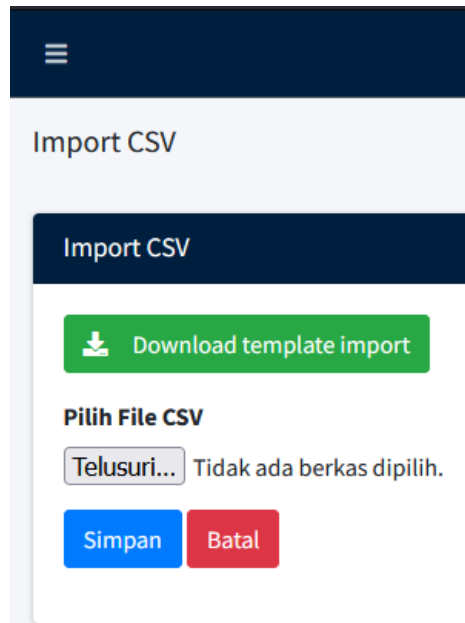 Import CSV
Import CSV
Download template import
Pilih File CSV
Telusuri... Tidak ada berkas dipilih.
Simpan Batal